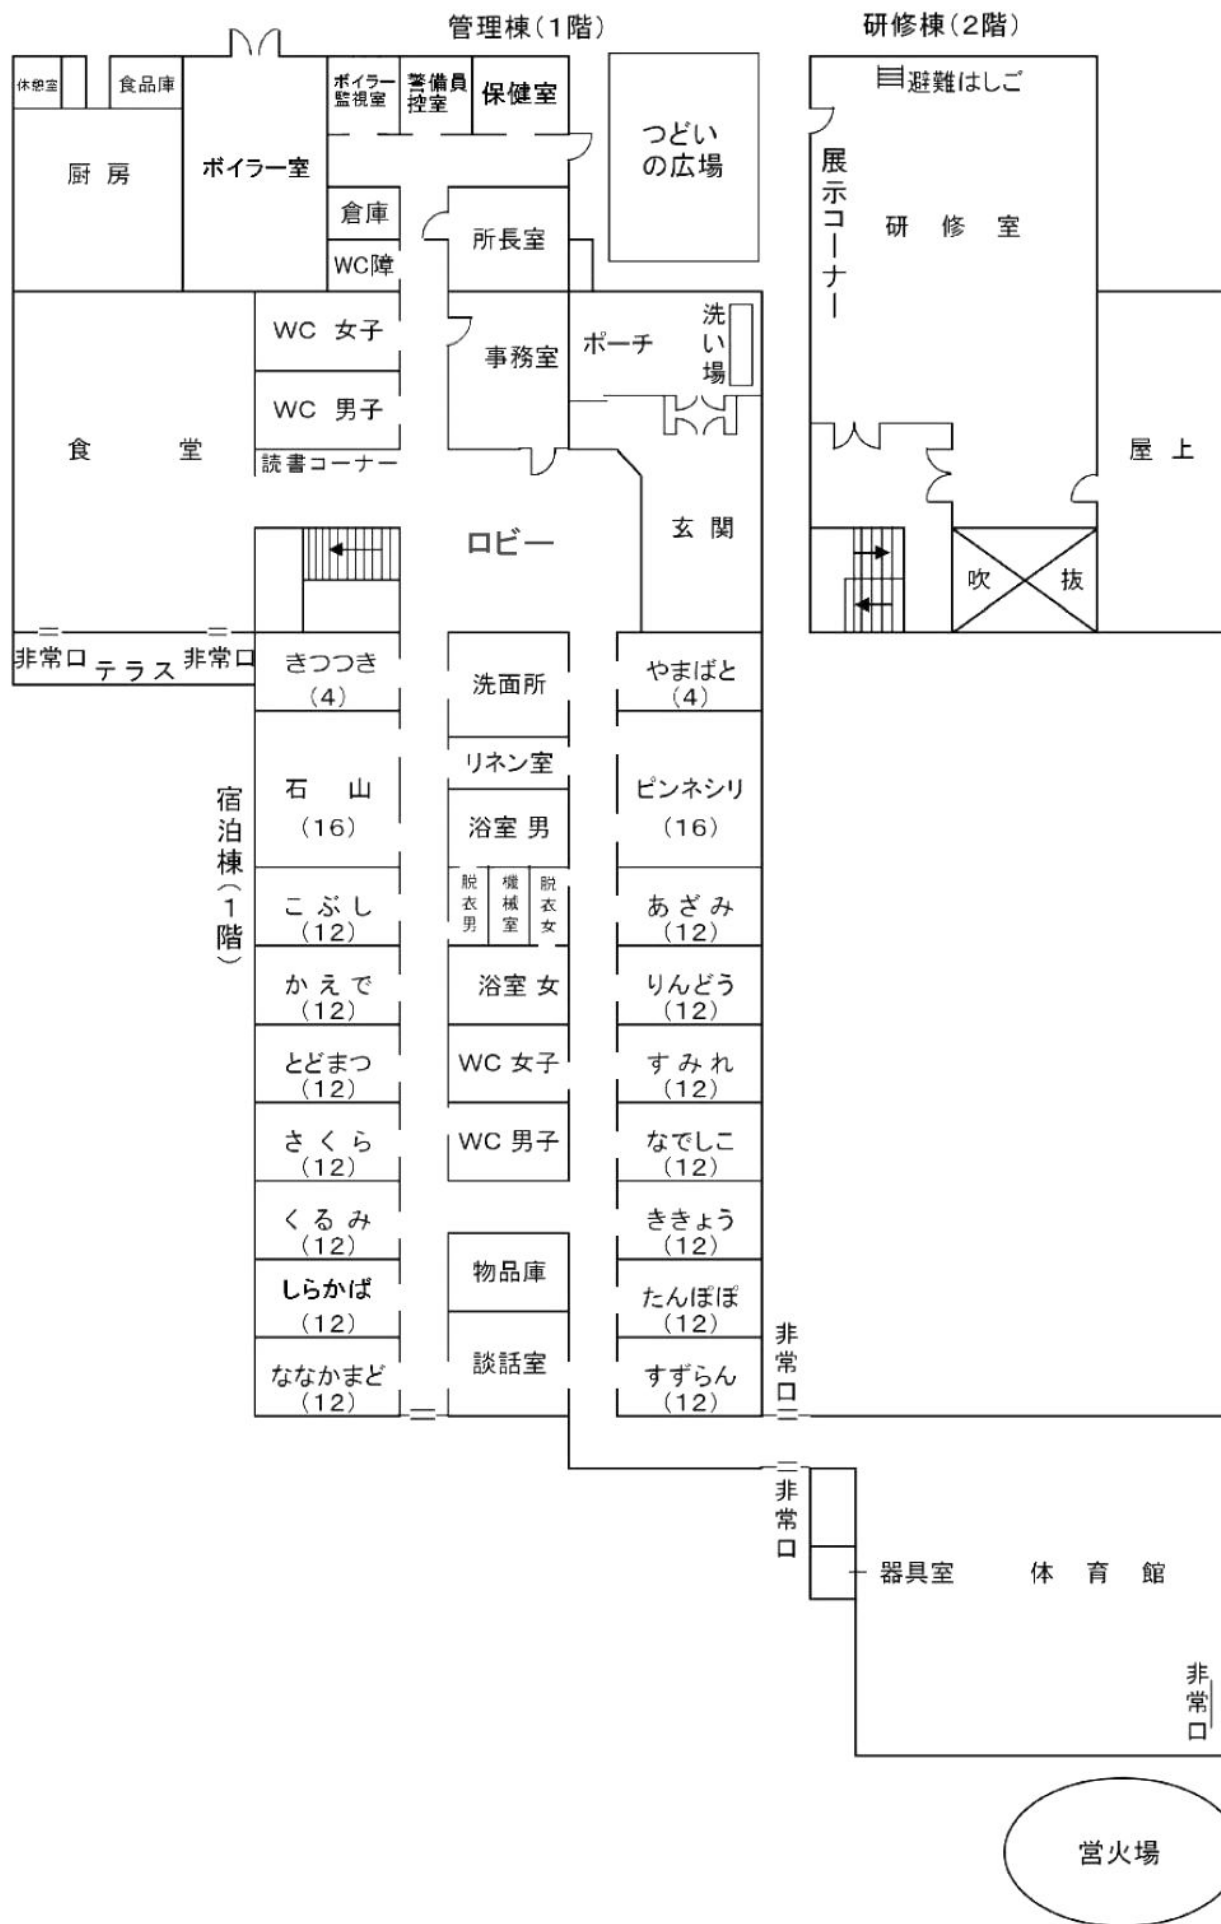 管理棟（1階）
研修棟（2階）
休憩室
食品庫
ボイラー
監視室
警備員
控室
保健室
つどい
の広場
避難はしご
厨房
ボイラー室
展示コーナー
倉庫
所長室
研修室
WC障
WC 女子
事務室
ポーチ
洗い場
WC 男子
食堂
読書コーナー
屋上
ロビー
玄関
吹抜
非常口
テラス
非常口
きつつき
（4）
洗面所
やまばと
（4）
リネン室
宿泊棟（1階）
石山
（16）
浴室 男
ピンネシリ
（16）
脱衣男
機械室
脱衣女
こぶし
（12）
あざみ
（12）
かえで
（12）
浴室 女
りんどう
（12）
とどまつ
（12）
WC 女子
すみれ
（12）
さくら
（12）
WC 男子
なでしこ
（12）
くるみ
（12）
ききょう
（12）
物品庫
しらかば
（12）
たんぽぽ
（12）
非常口
ななかまど
（12）
談話室
すずらん
（12）
非常口
器具室
体育館
非常口
営火場